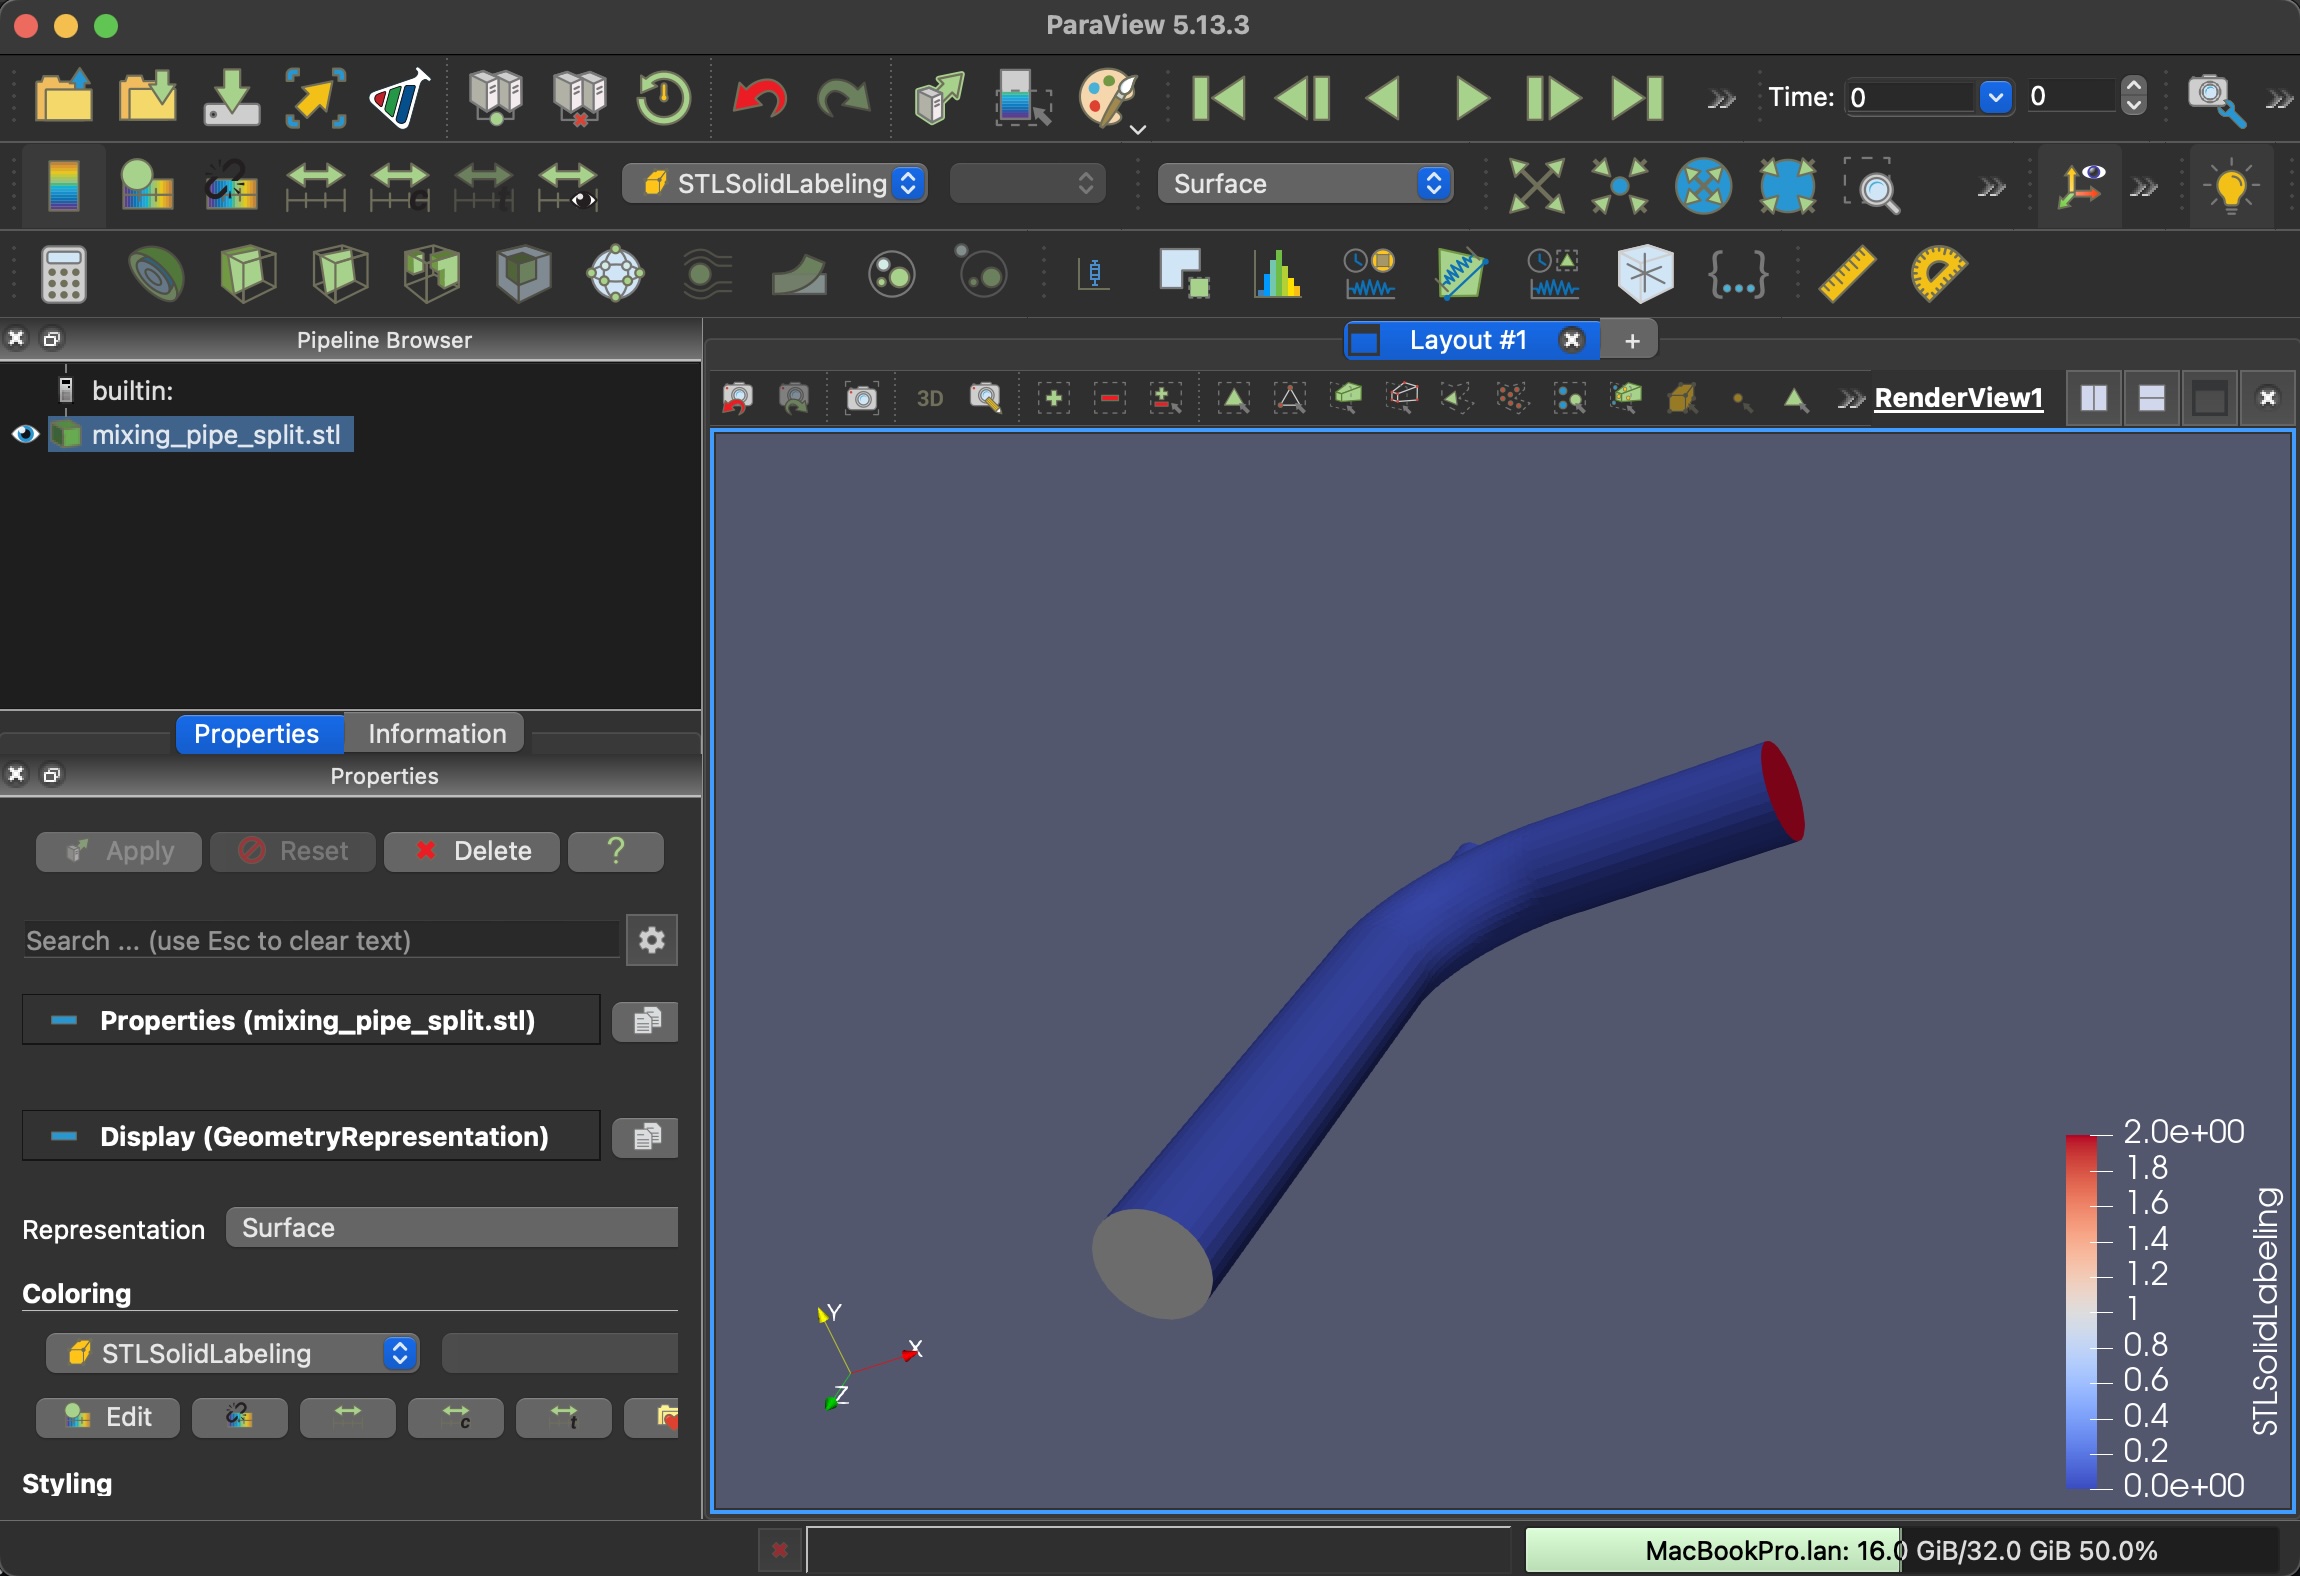 ParaView 5.13.3
Time: 0 0
STLSolidLabeling Surface
Pipeline Browser
Layout #1 +
builtin:
mixing_pipe_split.stl
3D
RenderView1
Properties Information
Properties
Apply Reset Delete ?
Search ... (use Esc to clear text)
Properties (mixing_pipe_split.stl)
Display (GeometryRepresentation)
Representation Surface
Coloring
STLSolidLabeling
Edit c t
Styling
Y
X
Z
2.0e+00
1.8
1.6
1.4
1.2
1
0.8
0.6
0.4
0.2
0.0e+00
STLSolidLabeling
MacBookPro.lan: 16.0 GiB/32.0 GiB 50.0%